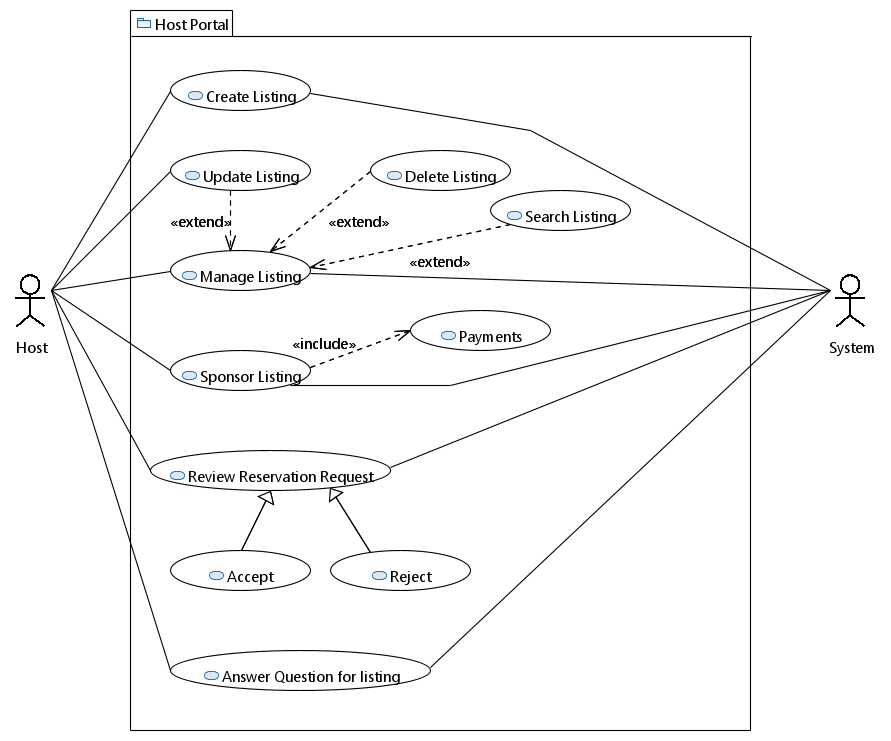 Host Portal
Create Listing
Update Listing
Delete Listing
Search Listing
«extend»
«extend»
«extend»
Manage Listing
Host
System
«include»
Payments
Sponsor Listing
Review Reservation Request
Accept
Reject
Answer Question for listing